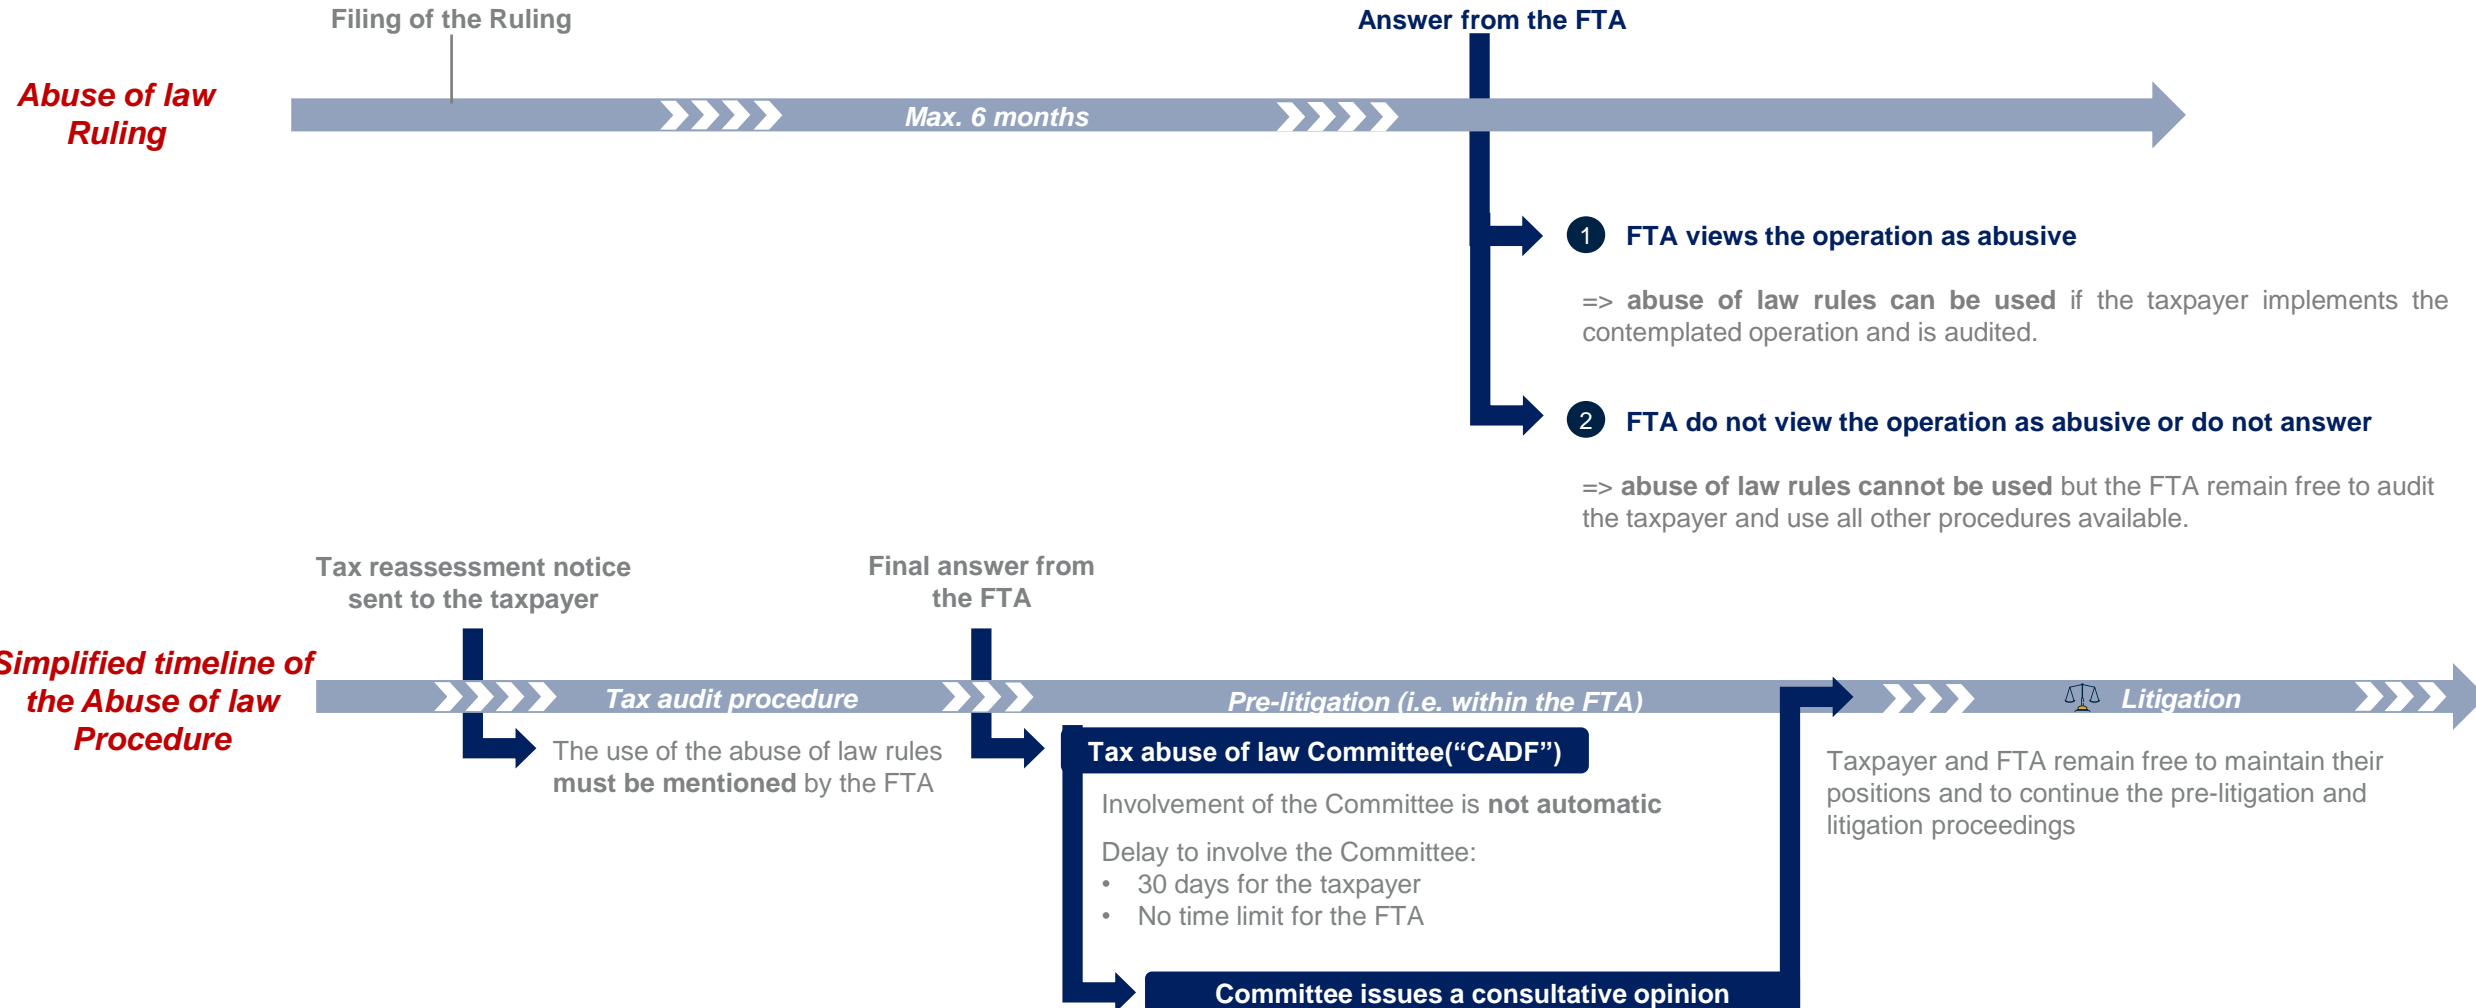 Filing of the Ruling
Answer from the FTA
Abuse of law
Ruling
Max. 6 months
1 FTA views the operation as abusive
=> abuse of law rules can be used if the taxpayer implements the
contemplated operation and is audited.
2 FTA do not view the operation as abusive or do not answer
=> abuse of law rules cannot be used but the FTA remain free to audit
the taxpayer and use all other procedures available.
Tax reassessment notice
sent to the taxpayer
Final answer from
the FTA
Simplified timeline of
the Abuse of law
Procedure
Tax audit procedure
Pre-litigation (i.e. within the FTA)
Litigation
The use of the abuse of law rules
must be mentioned by the FTA
Tax abuse of law Committee(“CADF”)
Involvement of the Committee is not automatic
Delay to involve the Committee:
• 30 days for the taxpayer
• No time limit for the FTA
Taxpayer and FTA remain free to maintain their
positions and to continue the pre-litigation and
litigation proceedings
Committee issues a consultative opinion